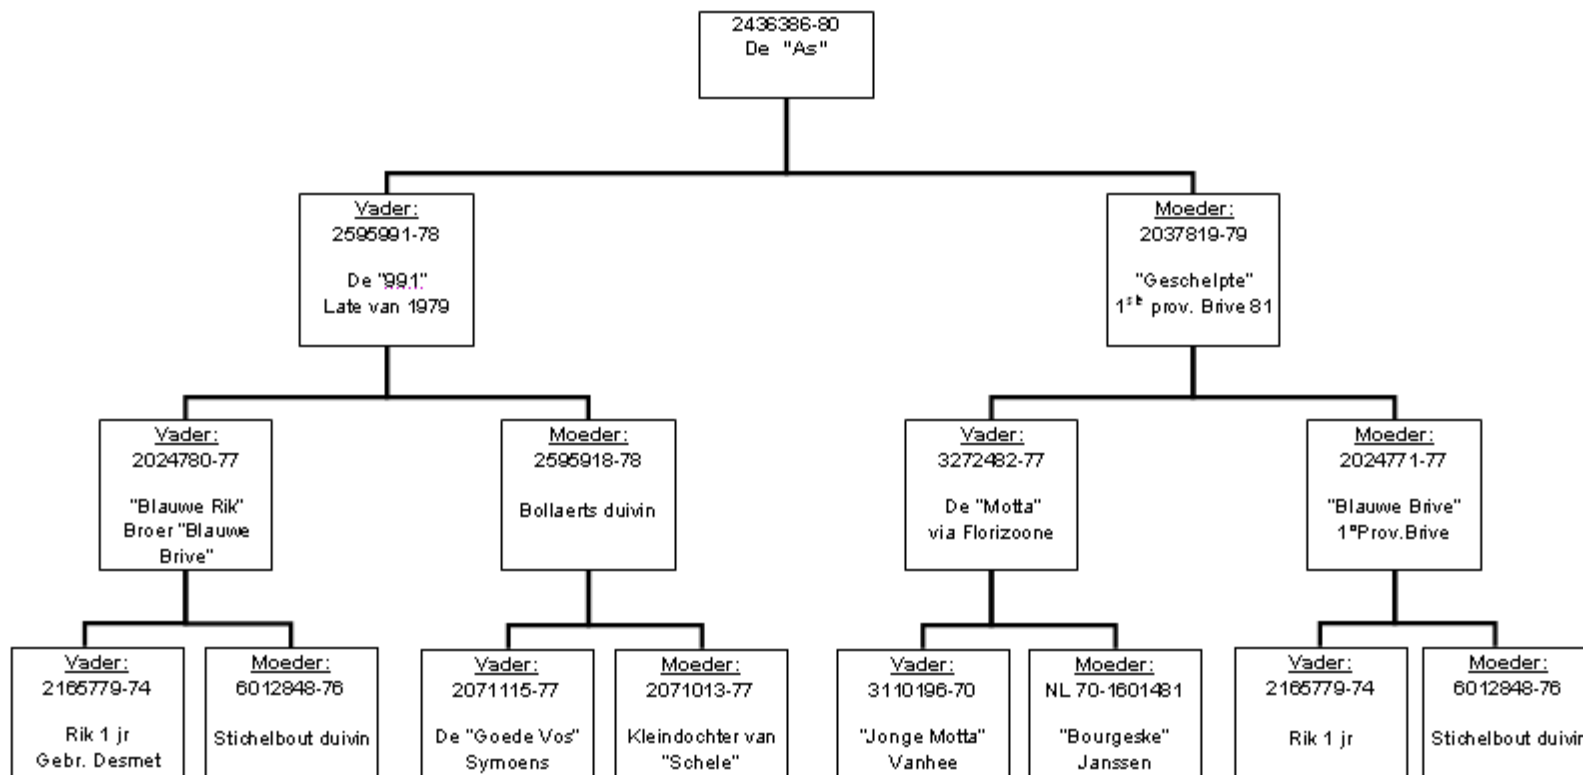 2436386-80
De "As"
Vader:
2595991-78
De "991"
Late van 1979
Moeder:
2037819-79
"Geschelpte"
1ste prov. Brive 81
Vader:
2024780-77
"Blauwe Rik"
Broer "Blauwe
Brive"
Moeder:
2595918-78
Bollaerts duivin
Vader:
3272482-77
De "Motta"
via Florizoone
Moeder:
2024771-77
"Blauwe Brive"
1°Prov.Brive
Vader:
2165779-74
Rik 1 jr
Gebr. Desmet
Moeder:
6012848-76
Stichelbout duivin
Vader:
2071115-77
De "Goede Vos"
Symoens
Moeder:
2071013-77
Kleindochter van
"Schele"
Vader:
3110196-70
"Jonge Motta"
Vanhee
Moeder:
NL 70-1601481
"Bourgeske"
Janssen
Vader:
2165779-74
Rik 1 jr
Moeder:
6012848-76
Stichelbout duivin